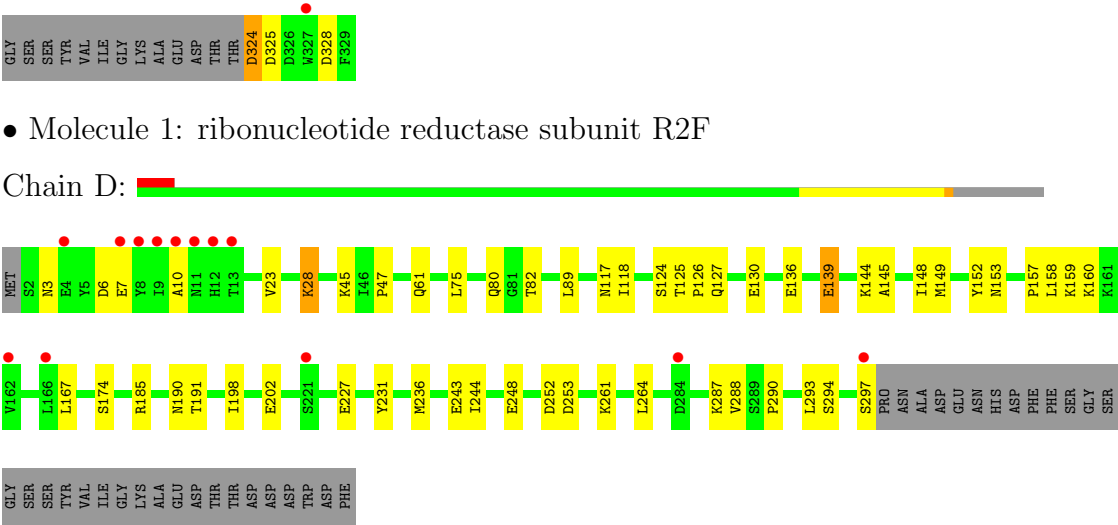 GLY SER SER TYR VAL ILE GLY LYS ALA GLU ASP THR THR D324 D325 D326 W327 D328 F329
• Molecule 1: ribonucleotide reductase subunit R2F
Chain D:
MET S2 N3 E4 Y5 D6 E7 Y8 I9 A10 N11 H12 T13 V23 K28 K45 I46 P47 Q61 L75 Q80 G81 T82 L89 N117 I118 S124 T125 P126 Q127 E130 E136 E139 K144 A145 I148 M149 Y152 N153 P157 L158 K159 K160 K161
V162 L166 L167 S174 R185 N190 T191 I198 E202 S221 E227 Y231 M236 E243 I244 E248 D252 D253 K261 L264 D284 K287 V288 S289 P290 L293 S294 S297 PRO ASN ALA ASP GLU ASN HIS ASP PHE PHE SER GLY SER
GLY SER SER TYR VAL ILE GLY LYS ALA GLU ASP THR THR ASP ASP ASP TRP ASP PHE